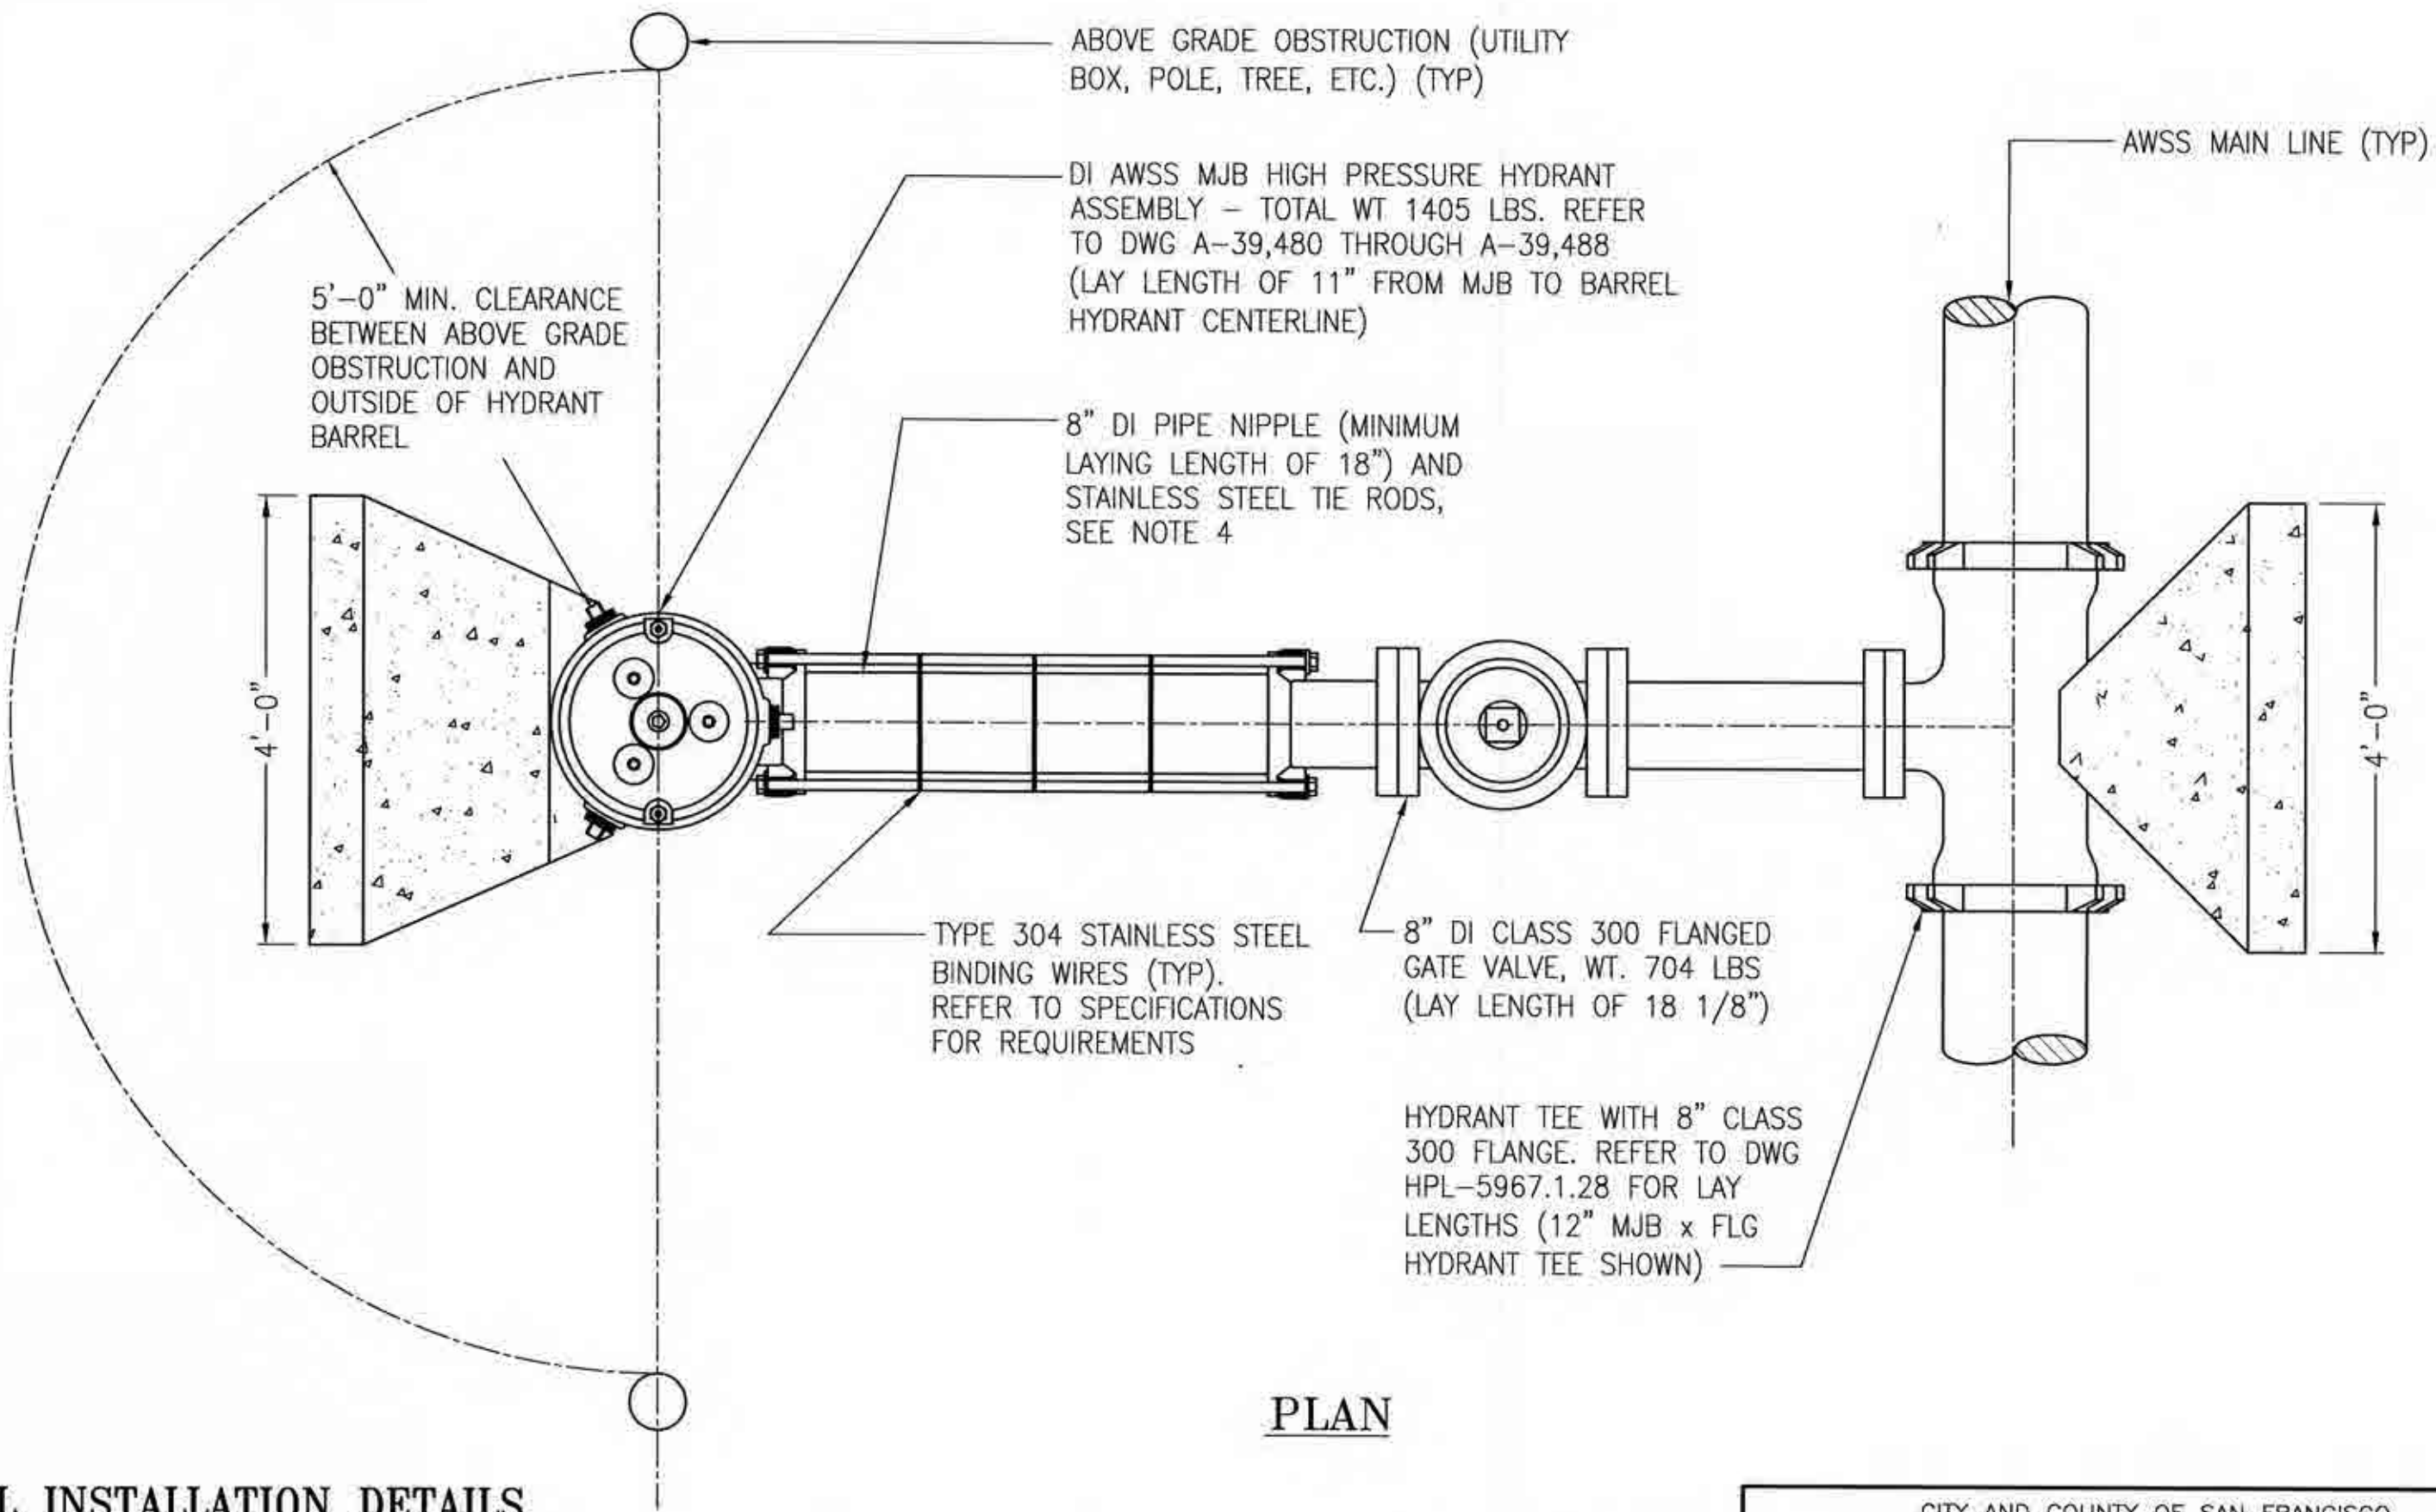 ABOVE GRADE OBSTRUCTION (UTILITY
BOX, POLE, TREE, ETC.) (TYP)
AWSS MAIN LINE (TYP)
DI AWSS MJB HIGH PRESSURE HYDRANT
ASSEMBLY – TOTAL WT 1405 LBS. REFER
TO DWG A–39,480 THROUGH A–39,488
(LAY LENGTH OF 11" FROM MJB TO BARREL
HYDRANT CENTERLINE)
5'–0" MIN. CLEARANCE
BETWEEN ABOVE GRADE
OBSTRUCTION AND
OUTSIDE OF HYDRANT
BARREL
8" DI PIPE NIPPLE (MINIMUM
LAYING LENGTH OF 18") AND
STAINLESS STEEL TIE RODS,
SEE NOTE 4
4'–0"
4'–0"
TYPE 304 STAINLESS STEEL
BINDING WIRES (TYP).
REFER TO SPECIFICATIONS
FOR REQUIREMENTS
8" DI CLASS 300 FLANGED
GATE VALVE, WT. 704 LBS
(LAY LENGTH OF 18 1/8")
HYDRANT TEE WITH 8" CLASS
300 FLANGE. REFER TO DWG
HPL–5967.1.28 FOR LAY
LENGTHS (12" MJB x FLG
HYDRANT TEE SHOWN)
PLAN
L INSTALLATION DETAILS
CITY AND COUNTY OF SAN FRANCISCO